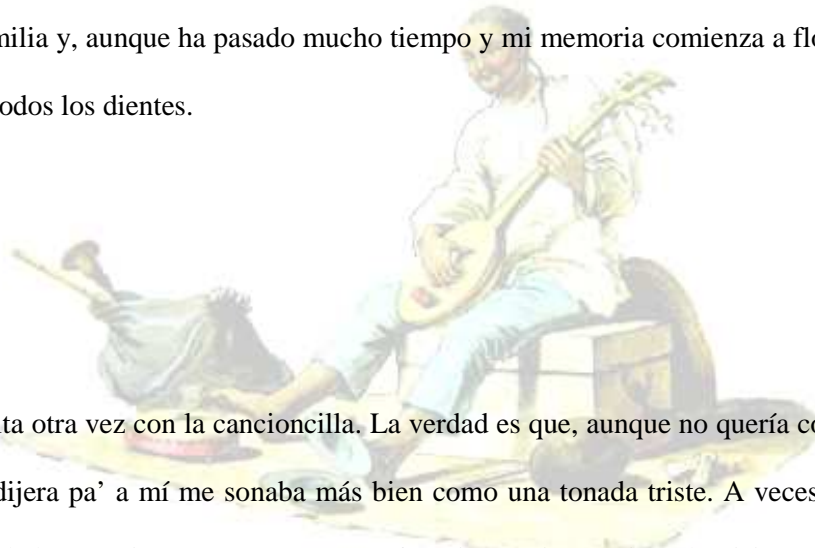 milia y, aunque ha pasado mucho tiempo y mi memoria comienza a flo
odos los dientes.
lta otra vez con la cancioncilla. La verdad es que, aunque no quería co
dijera pa’ a mí me sonaba más bien como una tonada triste. A veces